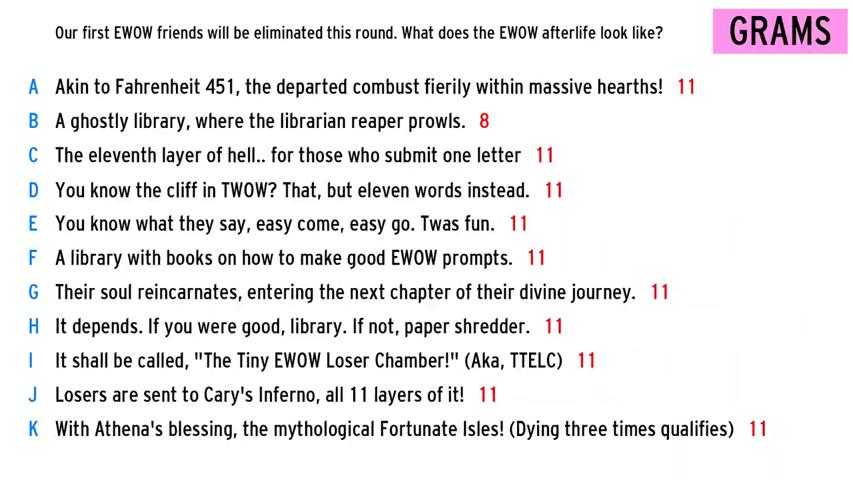 Our first EWOW friends will be eliminated this round. What does the EWOW afterlife look like?
GRAMS
A Akin to Fahrenheit 451, the departed combust fierily within massive hearths! 11
B A ghostly library, where the librarian reaper prowls. 8
C The eleventh layer of hell.. for those who submit one letter 11
D You know the cliff in TWOW? That, but eleven words instead. 11
E You know what they say, easy come, easy go. Twas fun. 11
F A library with books on how to make good EWOW prompts. 11
G Their soul reincarnates, entering the next chapter of their divine journey. 11
H It depends. If you were good, library. If not, paper shredder. 11
I It shall be called, "The Tiny EWOW Loser Chamber!" (Aka, TTELC) 11
J Losers are sent to Cary's Inferno, all 11 layers of it! 11
K With Athena's blessing, the mythological Fortunate Isles! (Dying three times qualifies) 11